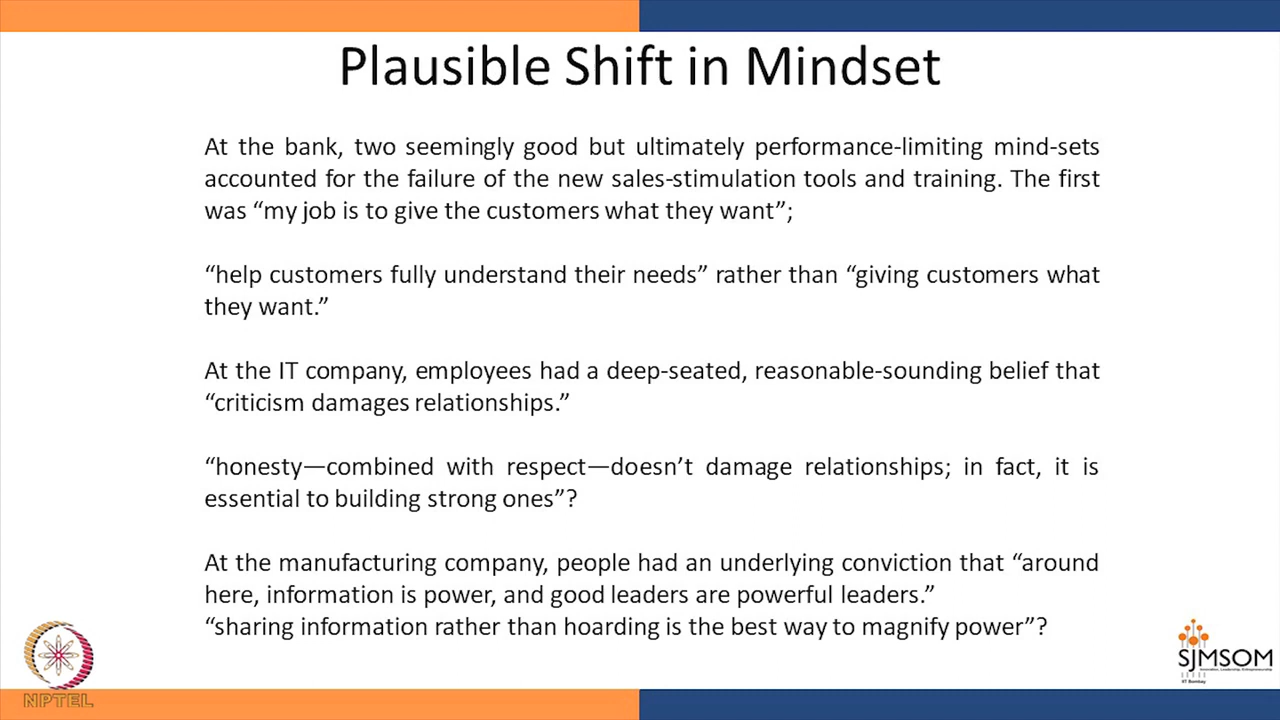 Plausible Shift in Mindset
At the bank, two seemingly good but ultimately performance-limiting mind-sets
accounted for the failure of the new sales-stimulation tools and training. The first
was “my job is to give the customers what they want”;
“help customers fully understand their needs” rather than “giving customers what
they want.”
At the IT company, employees had a deep-seated, reasonable-sounding belief that
“criticism damages relationships.”
“honesty—combined with respect—doesn’t damage relationships; in fact, it is
essential to building strong ones”?
At the manufacturing company, people had an underlying conviction that “around
here, information is power, and good leaders are powerful leaders.”
“sharing information rather than hoarding is the best way to magnify power”?
NPTEL
SJMSOM
Innovation, Leadership, Entrepreneurship
IIT Bombay